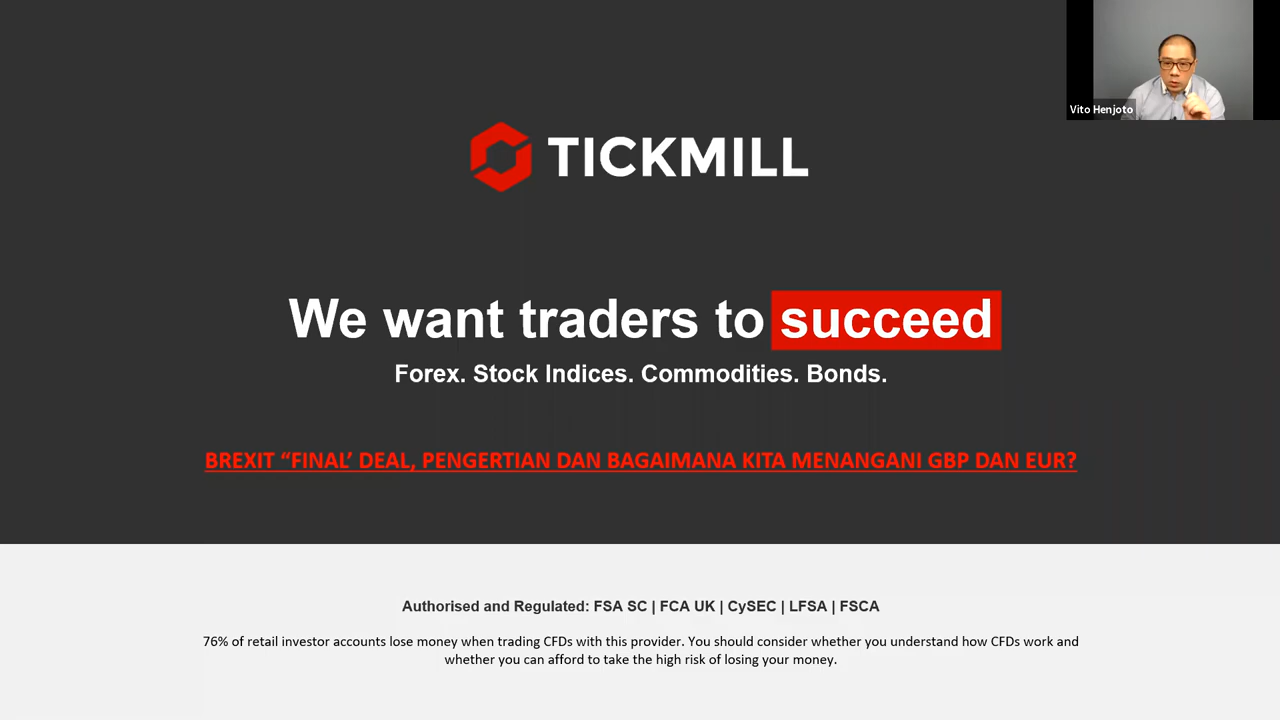 Vito Henjoto
TICKMILL
We want traders to succeed
Forex. Stock Indices. Commodities. Bonds.
BREXIT “FINAL’ DEAL, PENGERTIAN DAN BAGAIMANA KITA MENANGANI GBP DAN EUR?
Authorised and Regulated: FSA SC | FCA UK | CySEC | LFSA | FSCA
76% of retail investor accounts lose money when trading CFDs with this provider. You should consider whether you understand how CFDs work and
whether you can afford to take the high risk of losing your money.